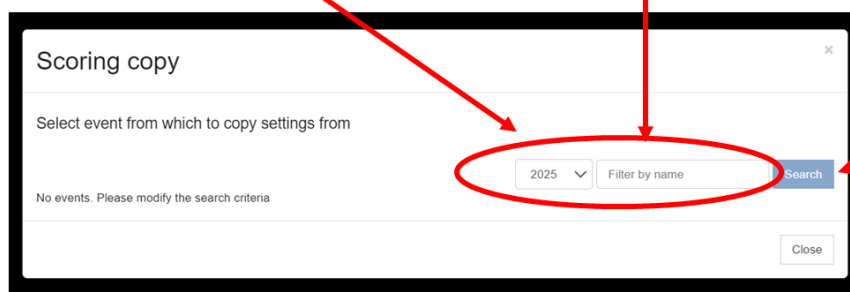 Scoring copy
×
Select event from which to copy settings from
2025 Filter by name Search
No events. Please modify the search criteria
Close